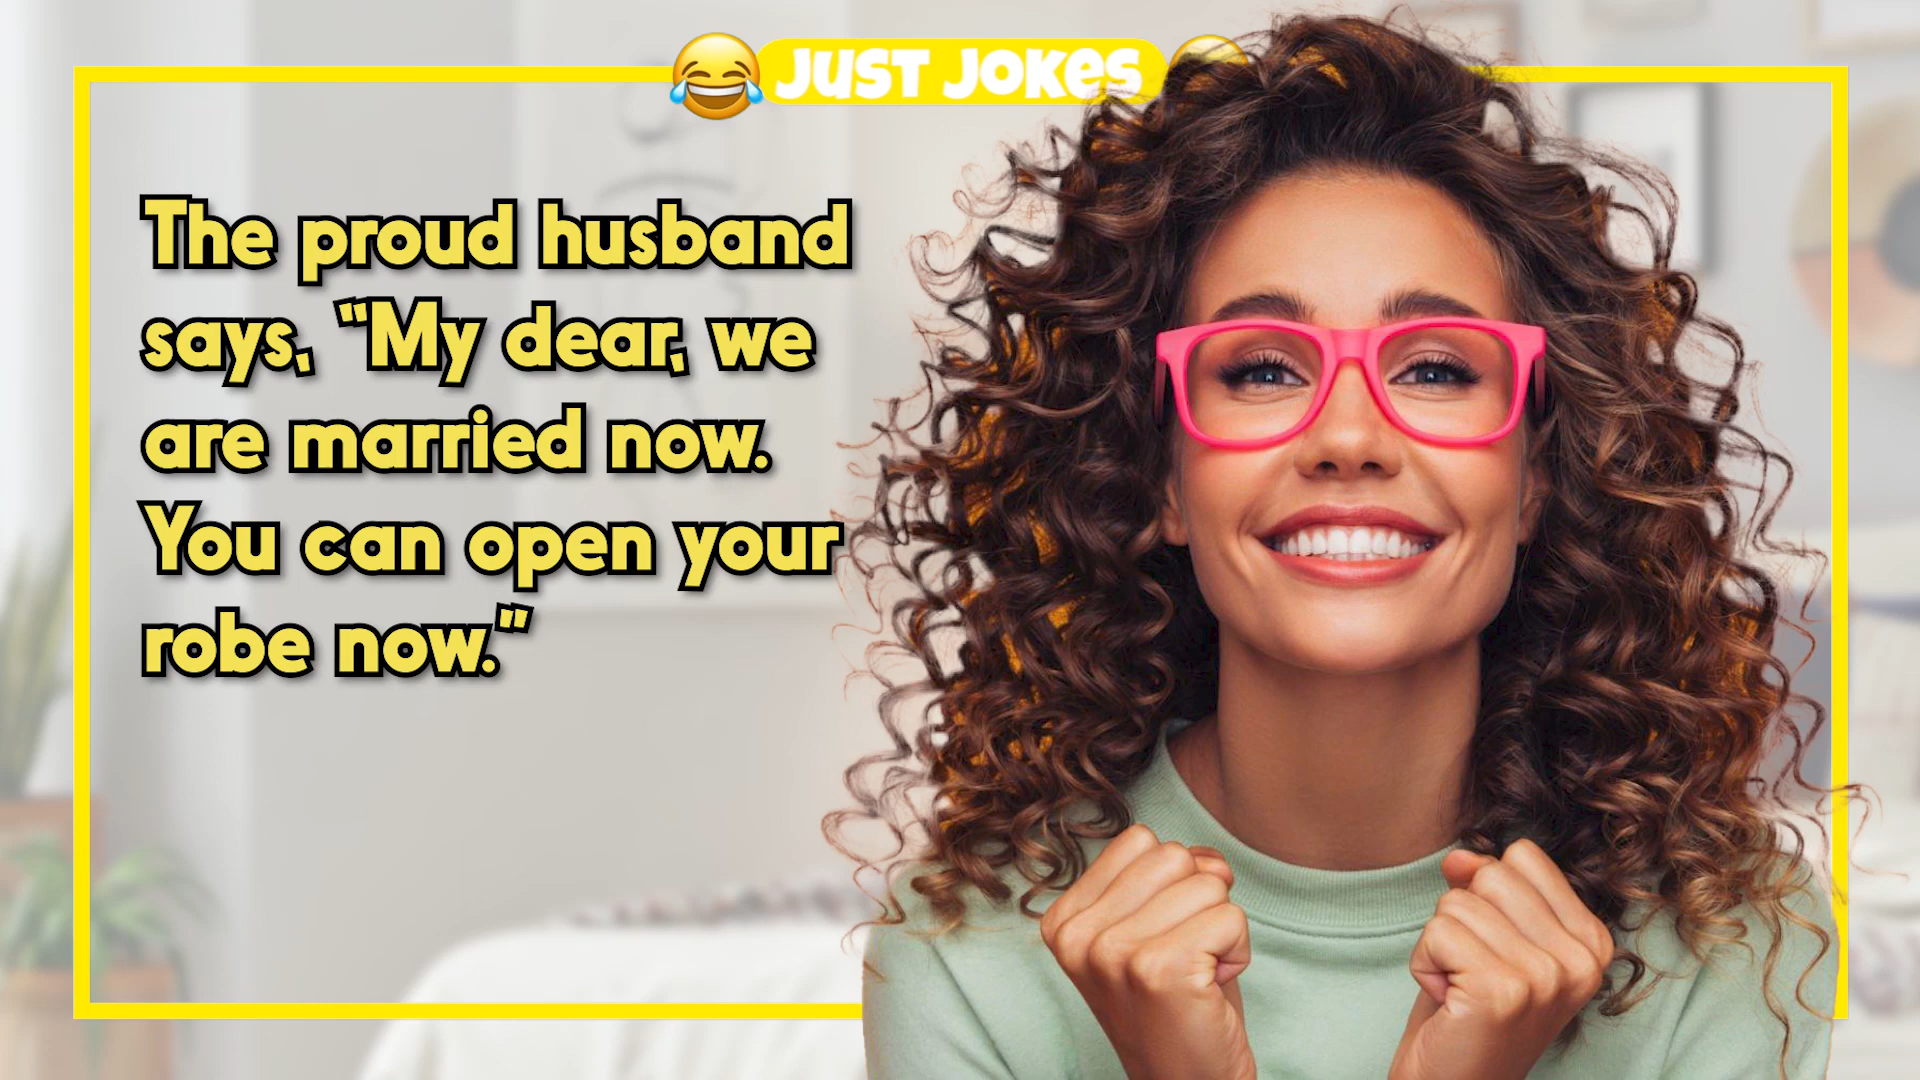 JUST JOKES
The proud husband
says, "My dear, we
are married now.
You can open your
robe now."